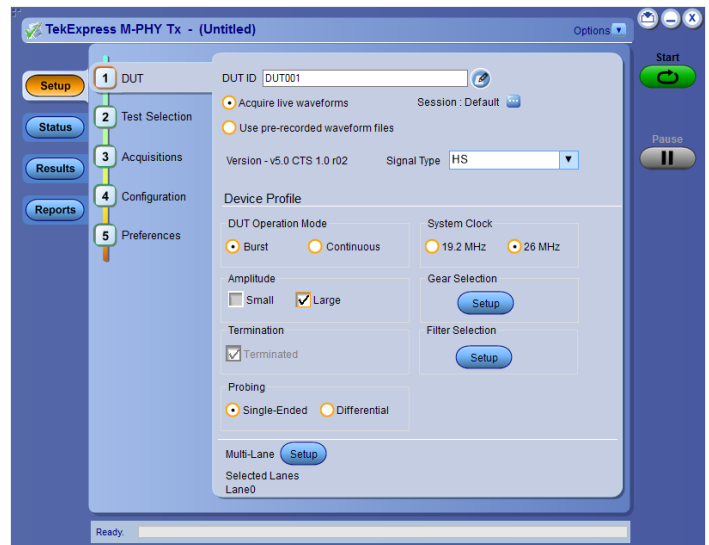 TekExpress M-PHY Tx - (Untitled)
Options
Start
Pause
Setup
Status
Results
Reports
1 DUT
2 Test Selection
3 Acquisitions
4 Configuration
5 Preferences
DUT ID DUT001
Acquire live waveforms Session : Default
Use pre-recorded waveform files
Version - v5.0 CTS 1.0 r02 Signal Type HS
Device Profile
DUT Operation Mode
Burst Continuous
System Clock
19.2 MHz 26 MHz
Amplitude
Small Large
Gear Selection
Setup
Termination
Terminated
Filter Selection
Setup
Probing
Single-Ended Differential
Multi-Lane Setup
Selected Lanes
Lane0
Ready.